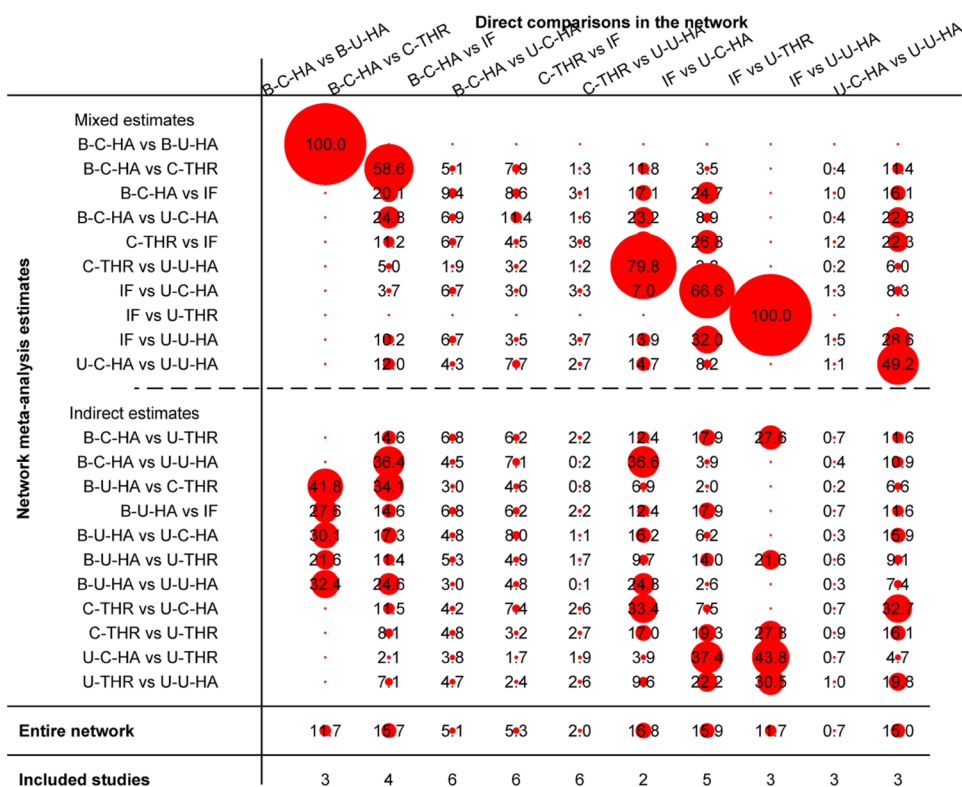 Direct comparisons in the network
B-C-HA vs B-U-HA
B-C-HA vs C-THR
B-C-HA vs IF
B-C-HA vs U-C-HA
C-THR vs IF
C-THR vs U-U-HA
IF vs U-C-HA
IF vs U-THR
IF vs U-U-HA
U-C-HA vs U-U-HA
Network meta-analysis estimates
Mixed estimates
B-C-HA vs B-U-HA 100.0
B-C-HA vs C-THR 58.6 5.1 7.9 1.3 11.8 3.5 0.4 11.4
B-C-HA vs IF 20.1 9.4 8.6 3.1 17.1 24.7 1.0 16.1
B-C-HA vs U-C-HA 24.8 6.9 11.4 1.6 23.2 8.9 0.4 22.8
C-THR vs IF 11.2 6.7 4.5 3.8 26.8 1.2 22.3
C-THR vs U-U-HA 5.0 1.9 3.2 1.2 79.8 0.2 6.0
IF vs U-C-HA 3.7 6.7 3.0 3.3 7.0 66.6 1.3 8.3
IF vs U-THR 100.0
IF vs U-U-HA 10.2 6.7 3.5 3.7 13.9 32.0 1.5 28.6
U-C-HA vs U-U-HA 12.0 4.3 7.7 2.7 14.7 8.2 1.1 49.2
Indirect estimates
B-C-HA vs U-THR 14.6 6.8 6.2 2.2 12.4 17.9 27.6 0.7 11.6
B-C-HA vs U-U-HA 36.4 4.5 7.1 0.2 36.6 3.9 0.4 10.9
B-U-HA vs C-THR 41.8 34.1 3.0 4.6 0.8 6.9 2.0 0.2 6.6
B-U-HA vs IF 27.6 14.6 6.8 6.2 2.2 12.4 17.9 0.7 11.6
B-U-HA vs U-C-HA 30.1 17.3 4.8 8.0 1.1 16.2 6.2 15.9
B-U-HA vs U-THR 21.6 11.4 5.3 4.9 1.7 9.7 14.0 21.6 0.6 9.1
B-U-HA vs U-U-HA 32.4 24.6 3.0 4.8 0.1 24.8 2.6 0.3 7.4
C-THR vs U-C-HA 11.5 4.2 7.4 2.6 33.4 7.5 0.7 32.7
C-THR vs U-THR 8.1 4.8 3.2 2.7 17.0 19.3 27.8 0.9 16.1
U-C-HA vs U-THR 2.1 3.8 1.7 1.9 3.9 37.4 43.8 0.7 4.7
U-THR vs U-U-HA 7.1 4.7 2.4 2.6 9.6 22.2 30.5 1.0 19.8
Entire network 11.7 15.7 5.1 5.3 2.0 16.8 15.9 11.7 0.7 15.0
Included studies 3 4 6 6 6 2 5 3 3 3